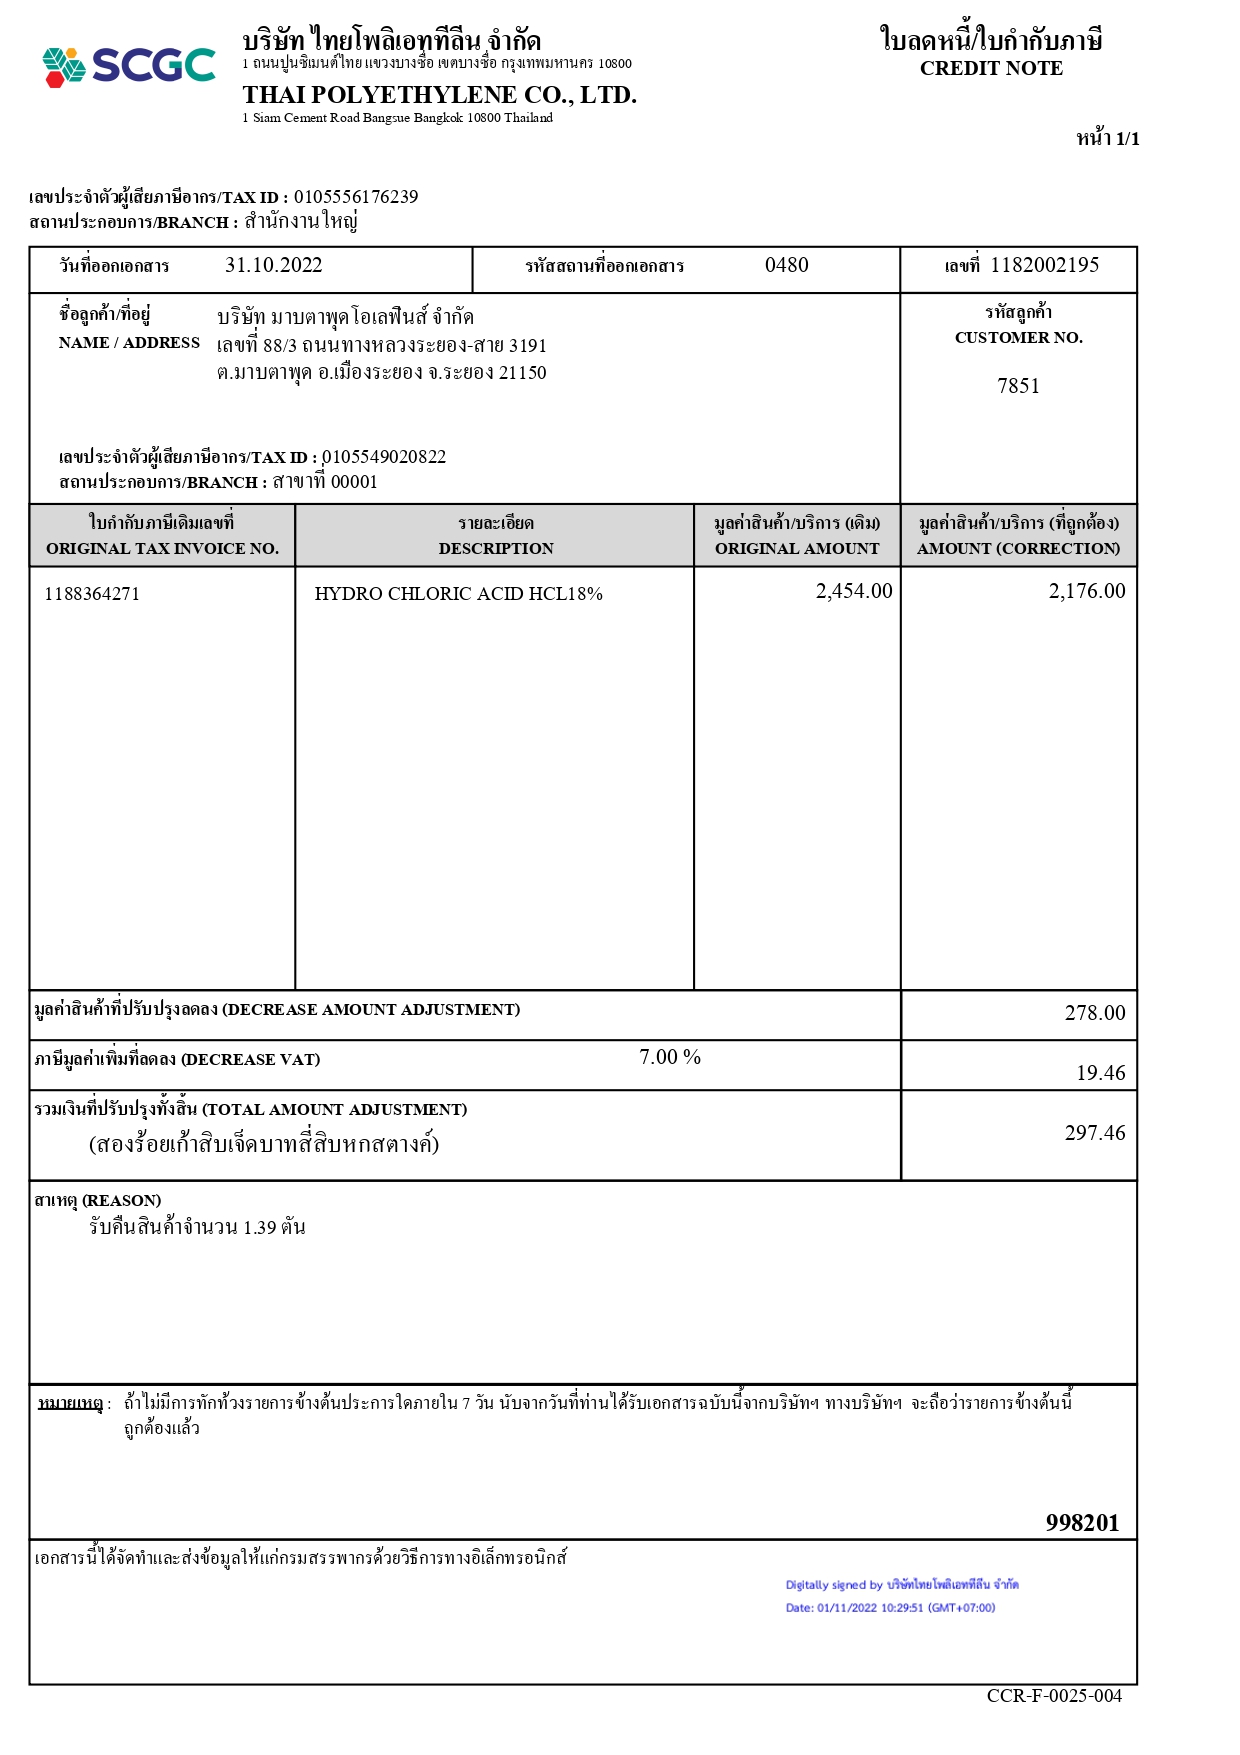 SCGC
บริษัท ไทยโพลิเอททีลีน จำกัด
1 ถนนปูนซิเมนต์ไทย แขวงบางซื่อ เขตบางซื่อ กรุงเทพมหานคร 10800
THAI POLYETHYLENE CO., LTD.
1 Siam Cement Road Bangsue Bangkok 10800 Thailand
ใบลดหนี้/ใบกำกับภาษี
CREDIT NOTE
หน้า 1/1
เลขประจำตัวผู้เสียภาษีอากร/TAX ID : 0105556176239
สถานประกอบการ/BRANCH : สำนักงานใหญ่
วันที่ออกเอกสาร 31.10.2022 รหัสสถานที่ออกเอกสาร 0480 เลขที่ 1182002195
ชื่อลูกค้า/ที่อยู่ บริษัท มาบตาพุดโอเลฟินส์ จำกัด
NAME / ADDRESS เลขที่ 88/3 ถนนทางหลวงระยอง-สาย 3191
ต.มาบตาพุด อ.เมืองระยอง จ.ระยอง 21150
รหัสลูกค้า
CUSTOMER NO.
7851
เลขประจำตัวผู้เสียภาษีอากร/TAX ID : 0105549020822
สถานประกอบการ/BRANCH : สาขาที่ 00001
ใบกำกับภาษีเดิมเลขที่ รายละเอียด มูลค่าสินค้า/บริการ (เดิม) มูลค่าสินค้า/บริการ (ที่ถูกต้อง)
ORIGINAL TAX INVOICE NO. DESCRIPTION ORIGINAL AMOUNT AMOUNT (CORRECTION)
1188364271 HYDRO CHLORIC ACID HCL18% 2,454.00 2,176.00
มูลค่าสินค้าที่ปรับปรุงลดลง (DECREASE AMOUNT ADJUSTMENT) 278.00
ภาษีมูลค่าเพิ่มที่ลดลง (DECREASE VAT) 7.00 % 19.46
รวมเงินที่ปรับปรุงทั้งสิ้น (TOTAL AMOUNT ADJUSTMENT)
(สองร้อยเก้าสิบเจ็ดบาทสี่สิบหกสตางค์) 297.46
สาเหตุ (REASON)
รับคืนสินค้าจำนวน 1.39 ตัน
หมายเหตุ : ถ้าไม่มีการทักท้วงรายการข้างต้นประการใดภายใน 7 วัน นับจากวันที่ท่านได้รับเอกสารฉบับนี้จากบริษัทฯ ทางบริษัทฯ จะถือว่ารายการข้างต้นนี้
ถูกต้องแล้ว
998201
เอกสารนี้ได้จัดทำและส่งข้อมูลให้แก่กรมสรรพากรด้วยวิธีการทางอิเล็กทรอนิกส์
Digitally signed by บริษัทไทยโพลิเอททีลีน จำกัด
Date: 01/11/2022 10:29:51 (GMT+07:00)
CCR-F-0025-004